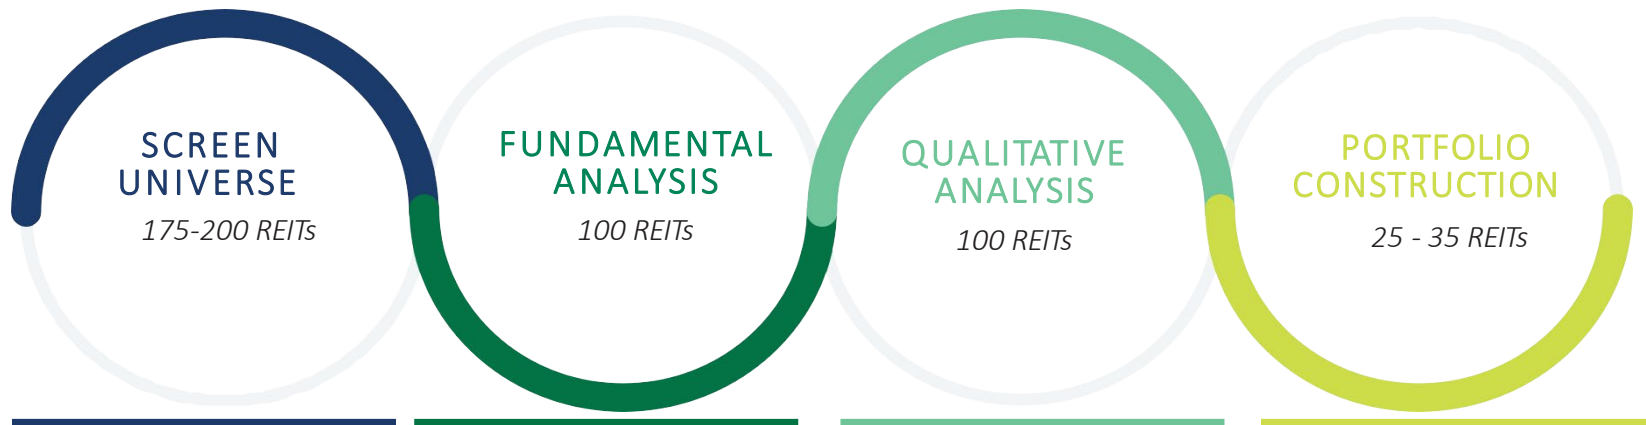 SCREEN
UNIVERSE
175-200 REITs
FUNDAMENTAL
ANALYSIS
100 REITs
QUALITATIVE
ANALYSIS
100 REITs
PORTFOLIO
CONSTRUCTION
25 - 35 REITs